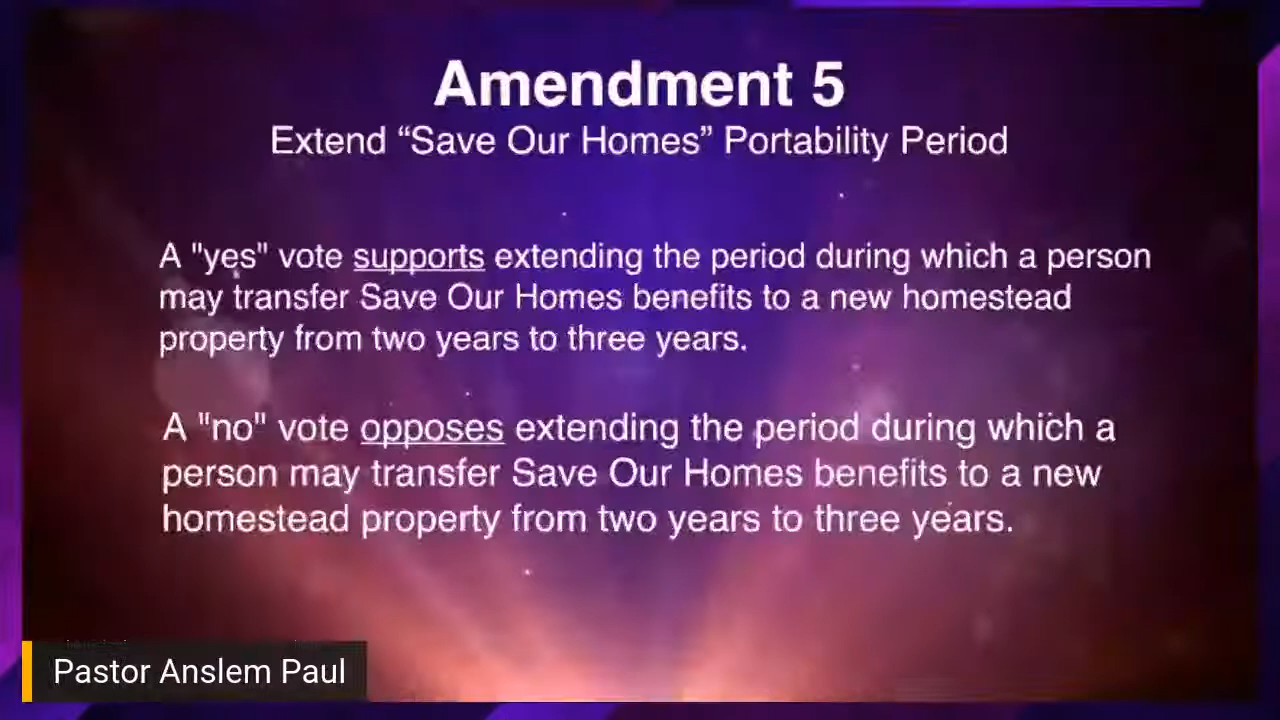 Amendment 5
Extend “Save Our Homes” Portability Period
A "yes" vote supports extending the period during which a person
may transfer Save Our Homes benefits to a new homestead
property from two years to three years.
A "no" vote opposes extending the period during which a
person may transfer Save Our Homes benefits to a new
homestead property from two years to three years.
Pastor Anslem Paul